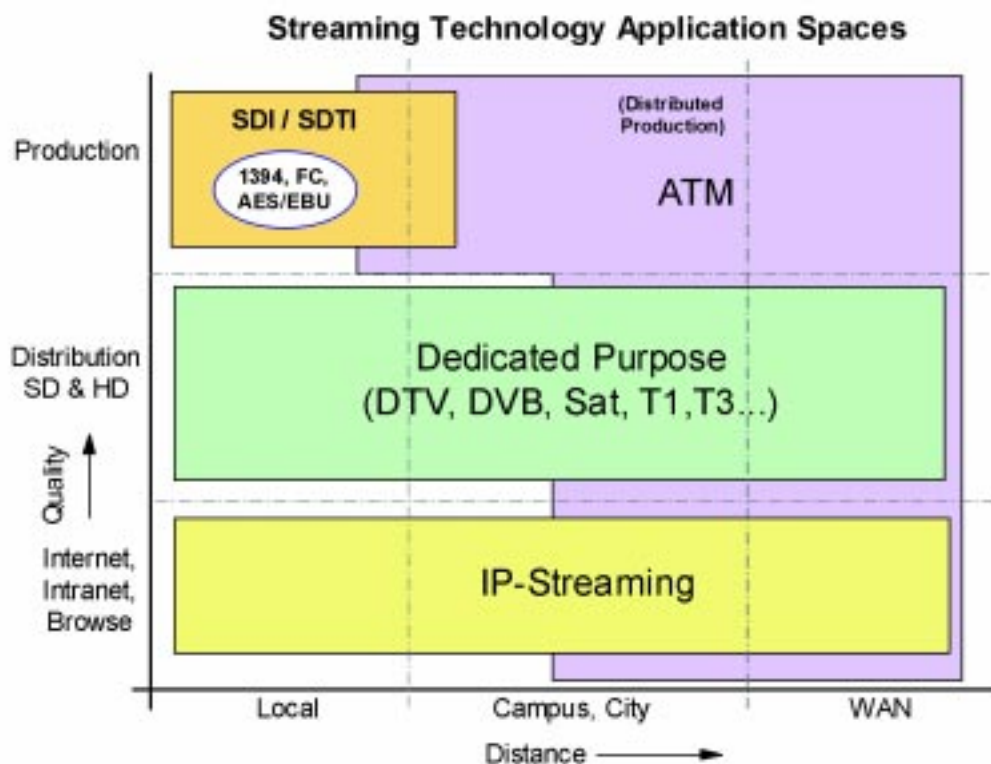 Streaming Technology Application Spaces
Production
SDI / SDTI
1394, FC,
AES/EBU
(Distributed
Production)
ATM
Distribution
SD & HD
Dedicated Purpose
(DTV, DVB, Sat, T1,T3...)
Quality
Internet,
Intranet,
Browse
IP-Streaming
Local
Campus, City
WAN
Distance